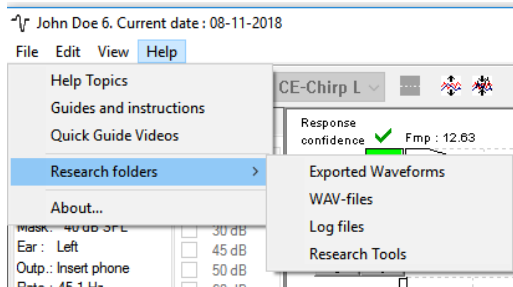 John Doe 6. Current date : 08-11-2018
File Edit View Help
Help Topics
Guides and instructions
Quick Guide Videos
Research folders >
About...
CE-Chirp L
Response
confidence Fmp : 12.63
Exported Waveforms
WAV-files
Log files
Research Tools
Mask: 40 dB SPL
30 dB
Ear : Left
45 dB
Outp.: Insert phone
50 dB
Rate : 45.1 Hz